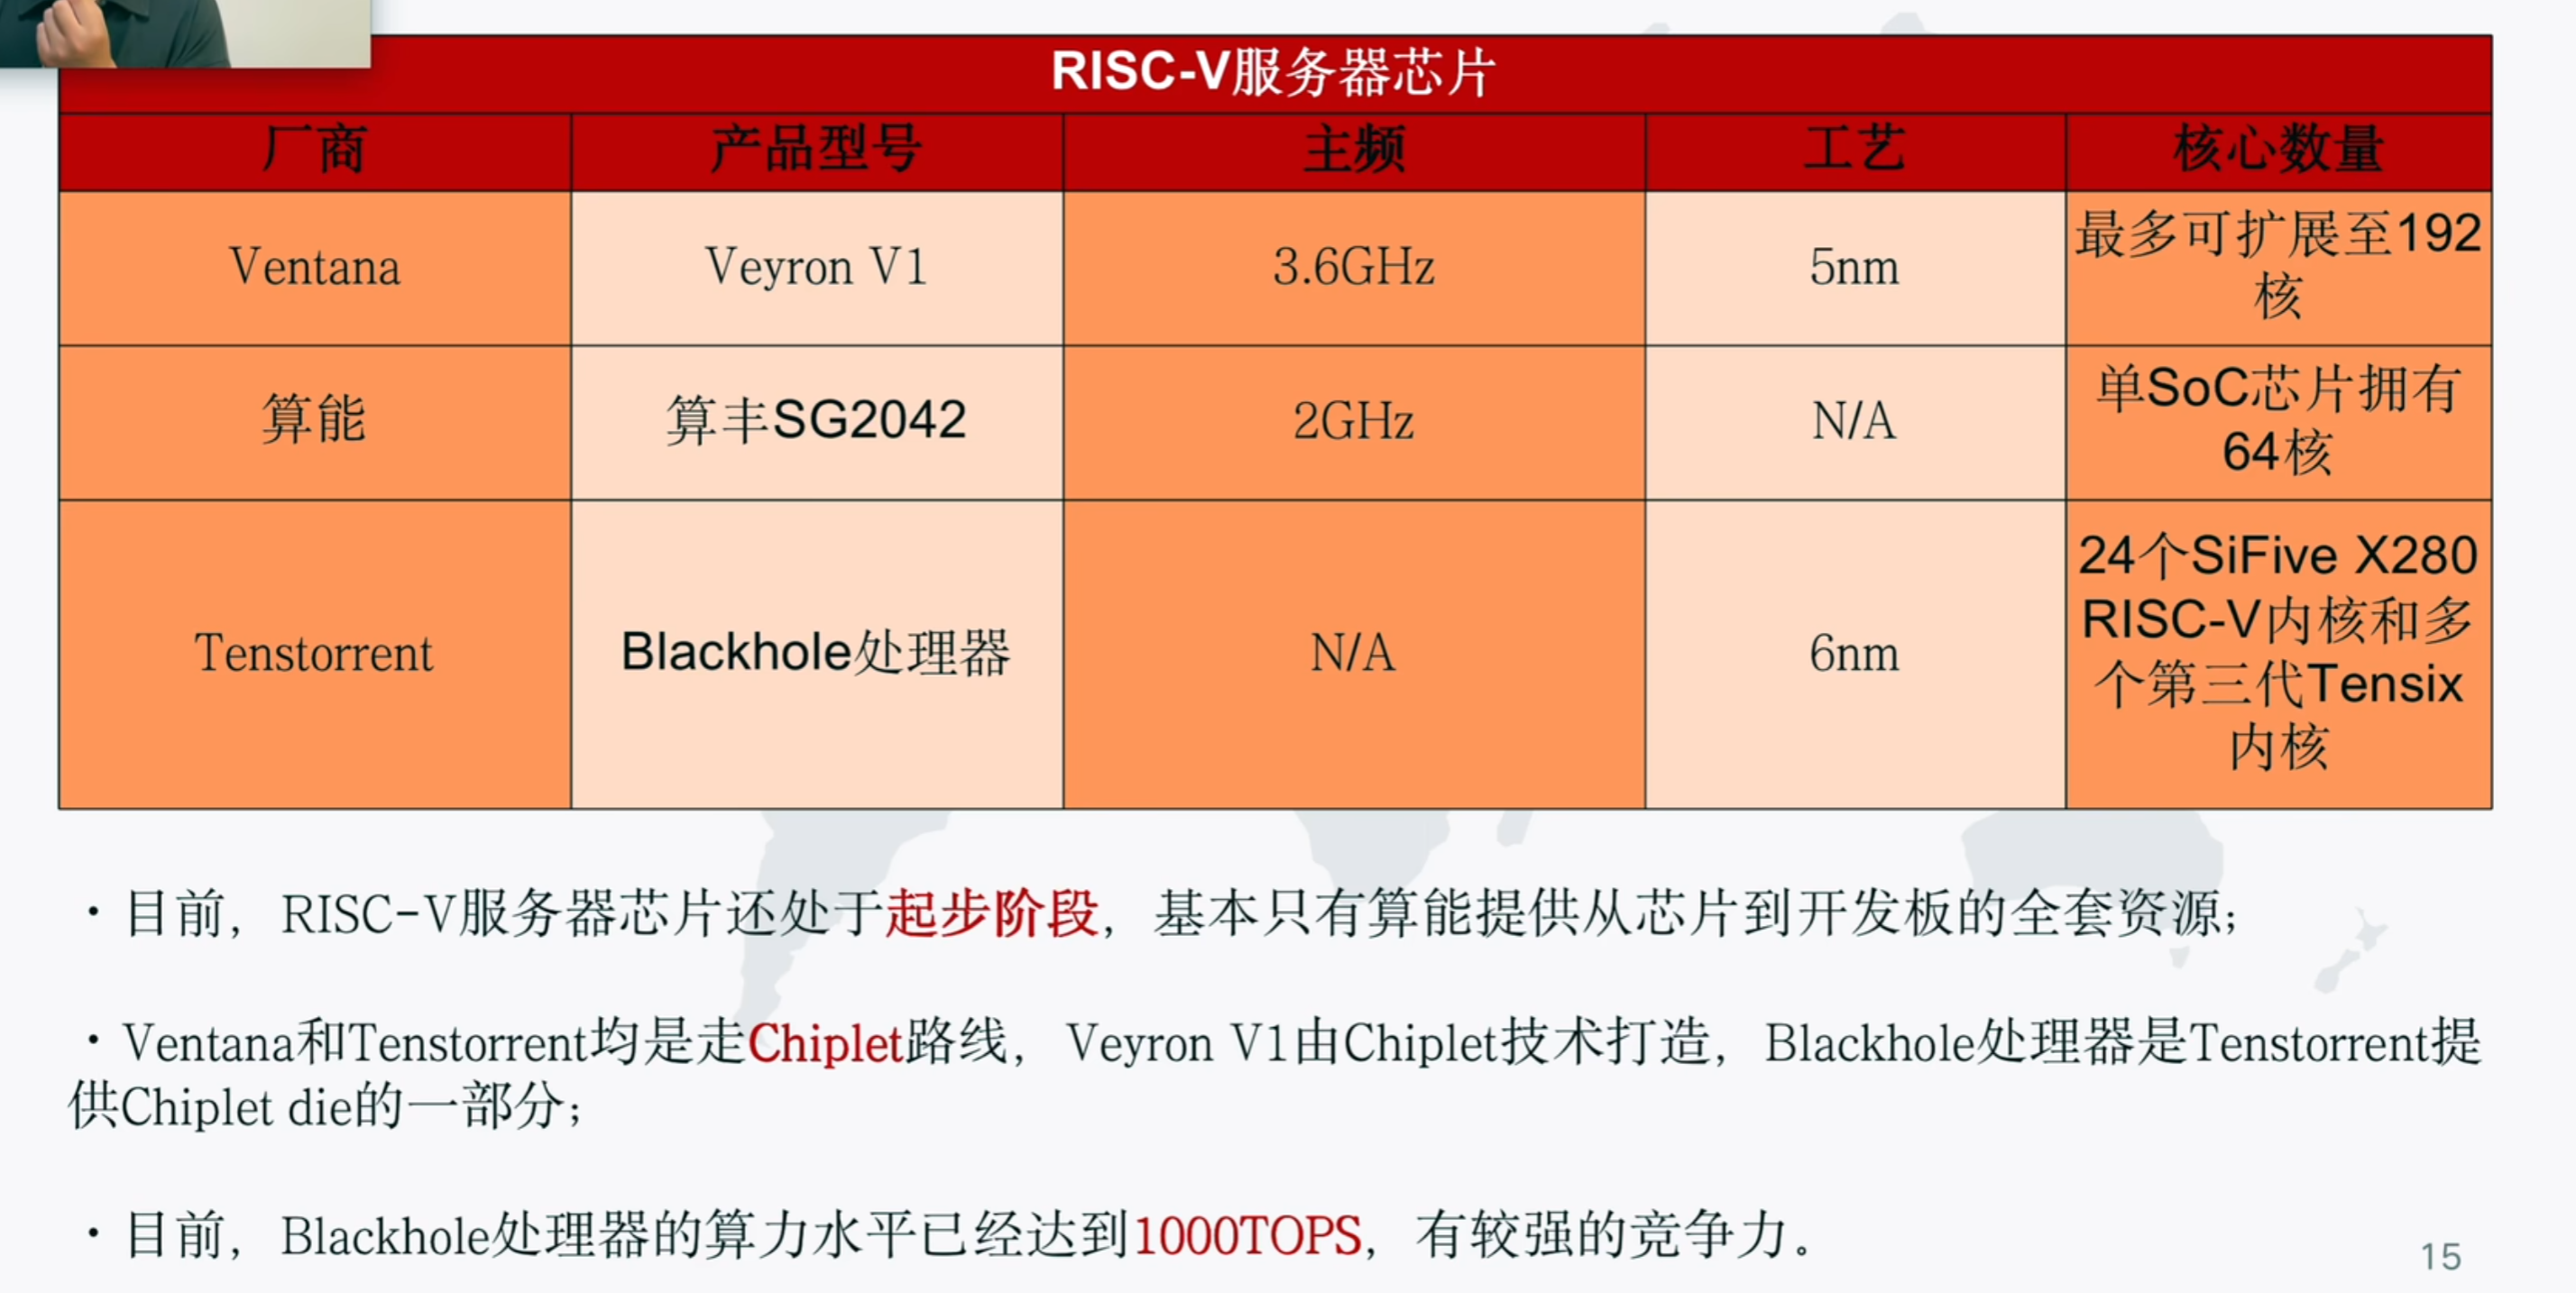 RISC-V服务器芯片
厂商 产品型号 主频 工艺 核心数量
Ventana Veyron V1 3.6GHz 5nm 最多可扩展至192
核
算能 算丰SG2042 2GHz N/A 单SoC芯片拥有
64核
Tenstorrent Blackhole处理器 N/A 6nm 24个SiFive X280
RISC-V内核和多
个第三代Tensix
内核
·目前，RISC-V服务器芯片还处于起步阶段，基本只有算能提供从芯片到开发板的全套资源；
·Ventana和Tenstorrent均是走Chiplet路线，Veyron V1由Chiplet技术打造，Blackhole处理器是Tenstorrent提
供Chiplet die的一部分；
·目前，Blackhole处理器的算力水平已经达到1000TOPS，有较强的竞争力。
15